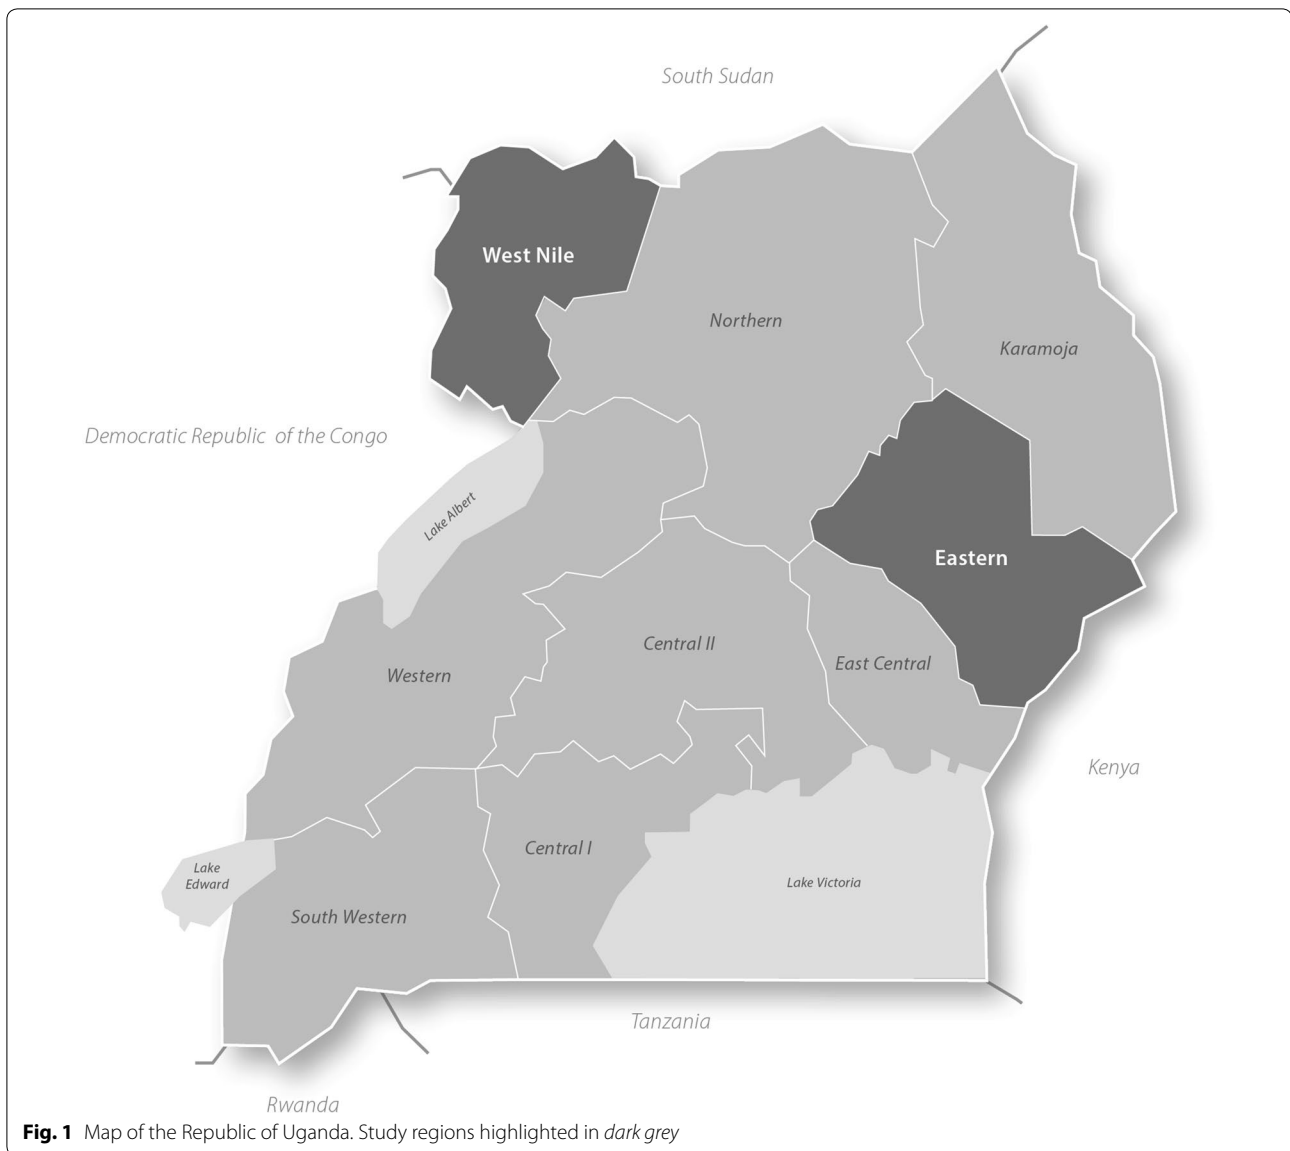 South Sudan
West Nile
Northern
Karamoja
Democratic Republic of the Congo
Lake Albert
Eastern
Central II
East Central
Western
Kenya
Central I
Lake
Edward
Lake Victoria
South Western
Tanzania
Rwanda
Fig. 1 Map of the Republic of Uganda. Study regions highlighted in dark grey